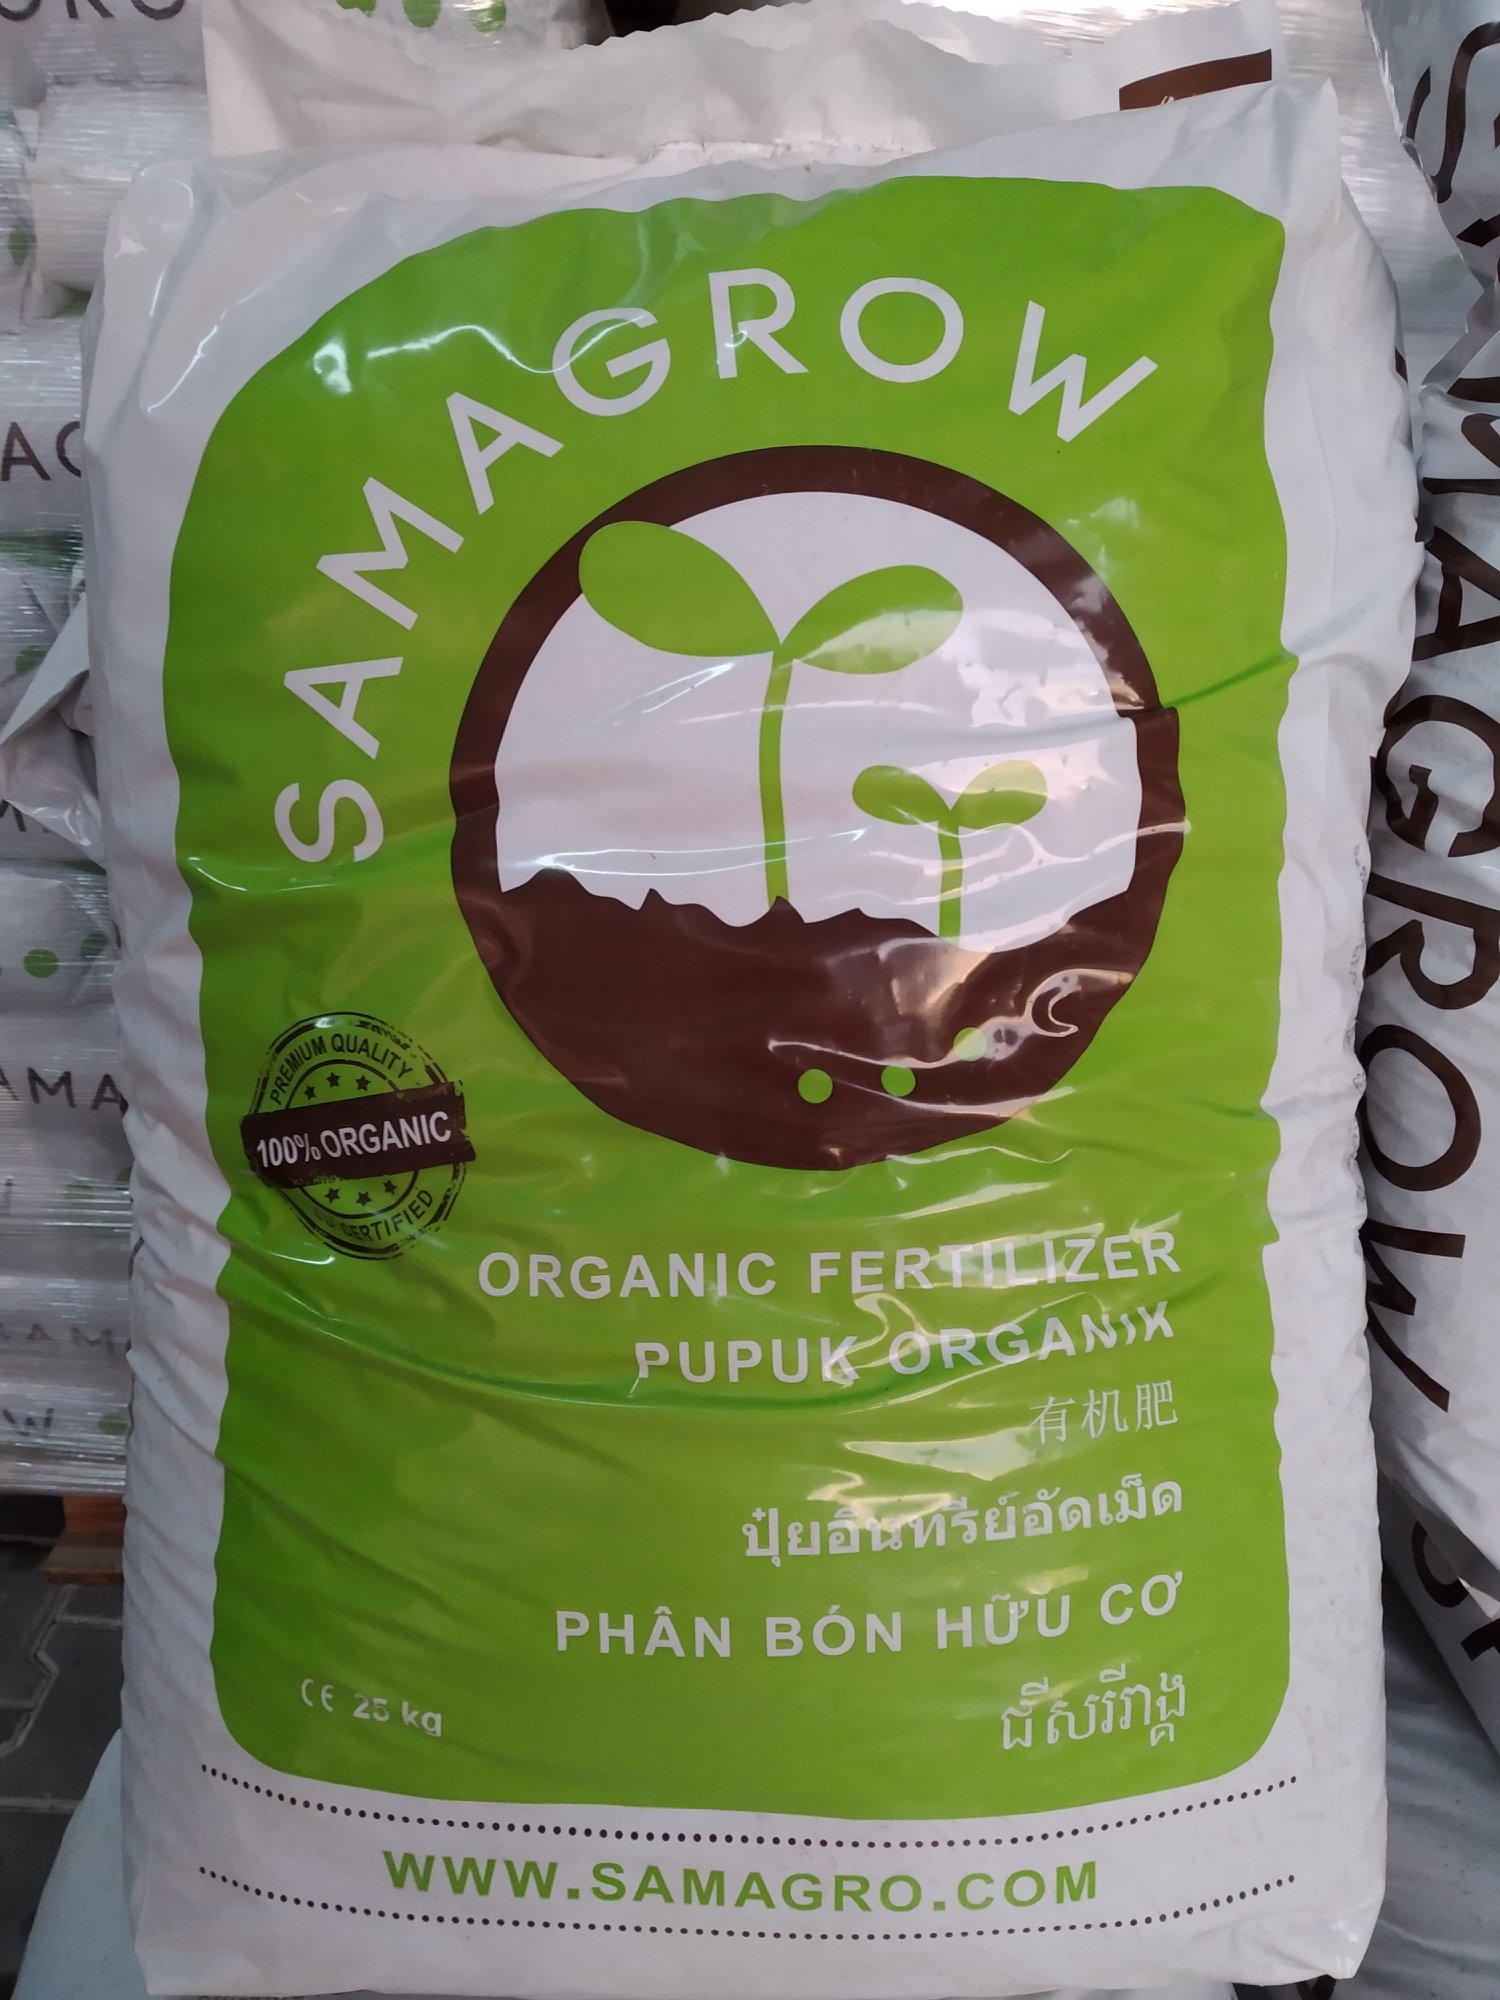 SAMAGROW
PREMIUM QUALITY
100% ORGANIC
CERTIFIED
ORGANIC FERTILIZER
PUPUK ORGANIK
有机肥
ปุ๋ยอินทรีย์อัดเม็ด
PHÂN BÓN HỮU CƠ
ជីសរីរាង្គ
CE 25 kg
WWW.SAMAGRO.COM
SAMAGROW